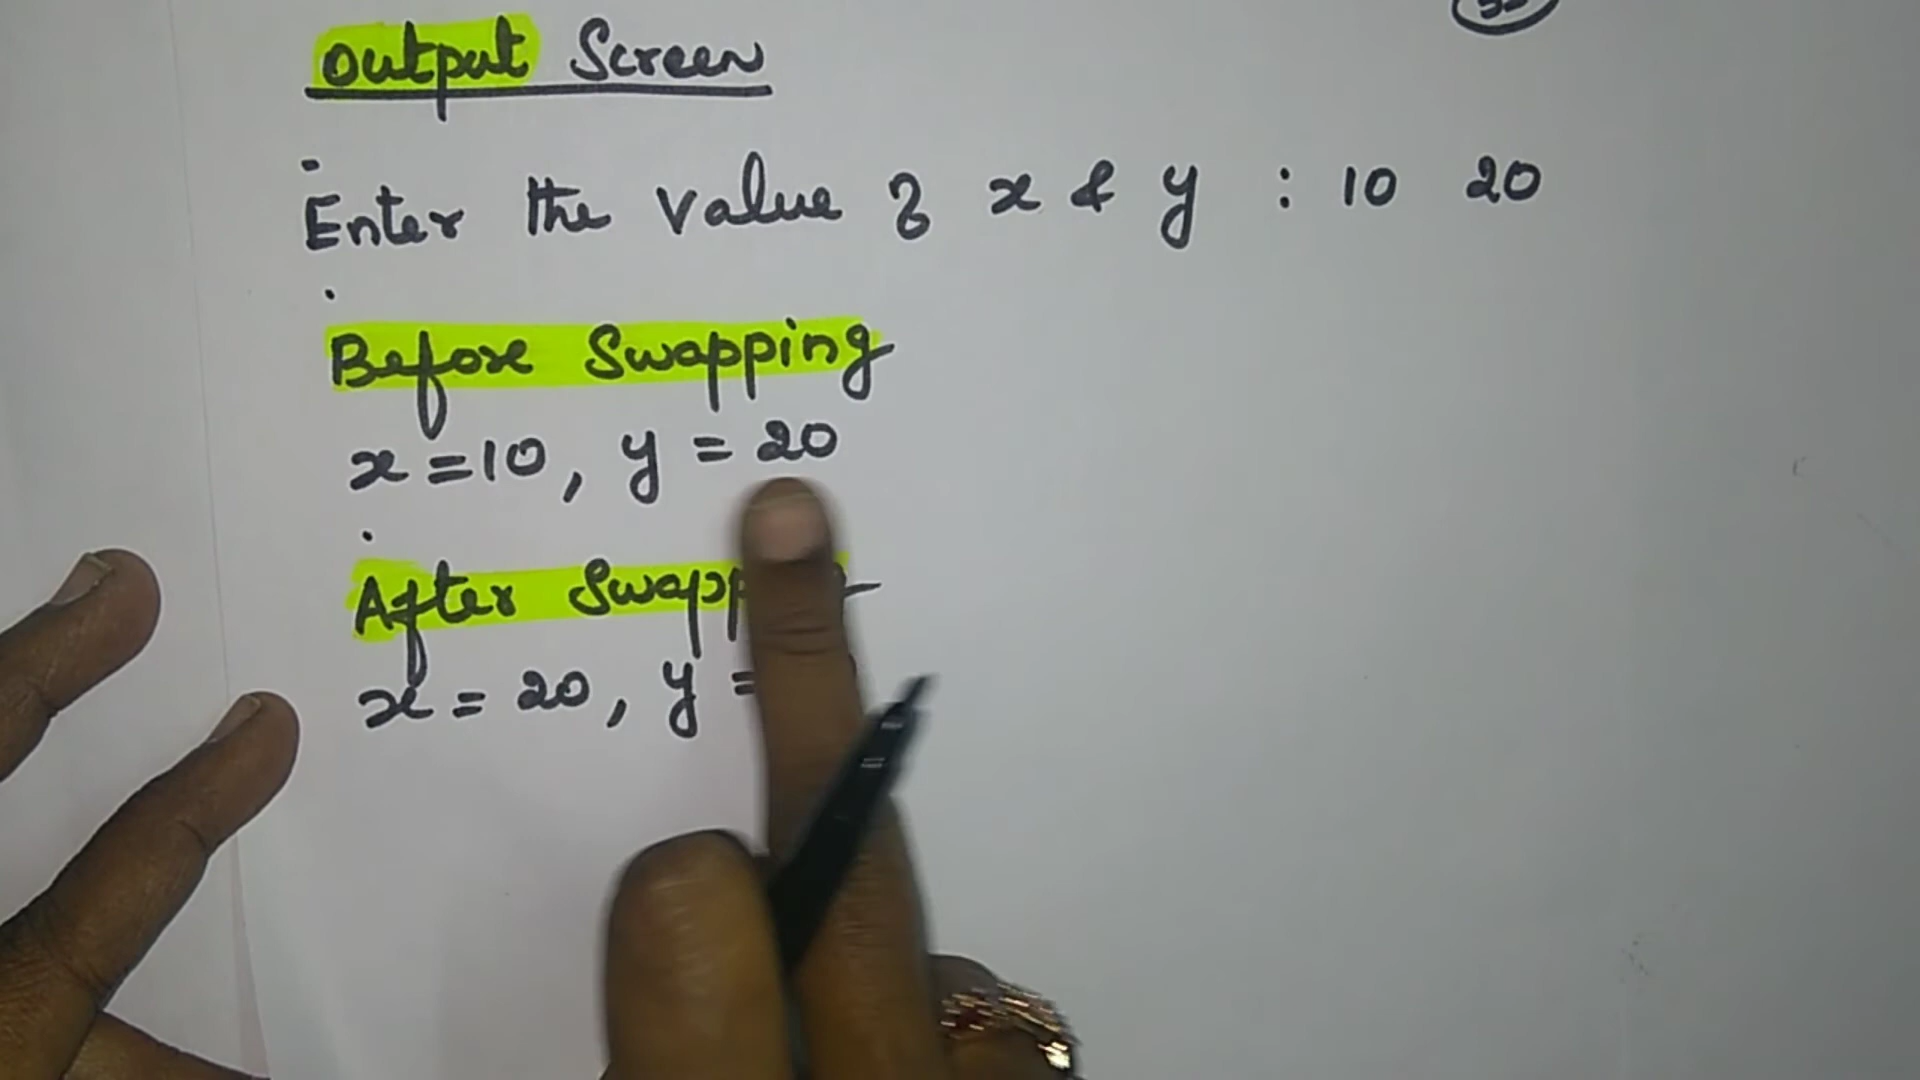 Output Screen
Enter the value of x & y : 10 20
Before Swapping
x = 10, y = 20
After
x = 20, y =